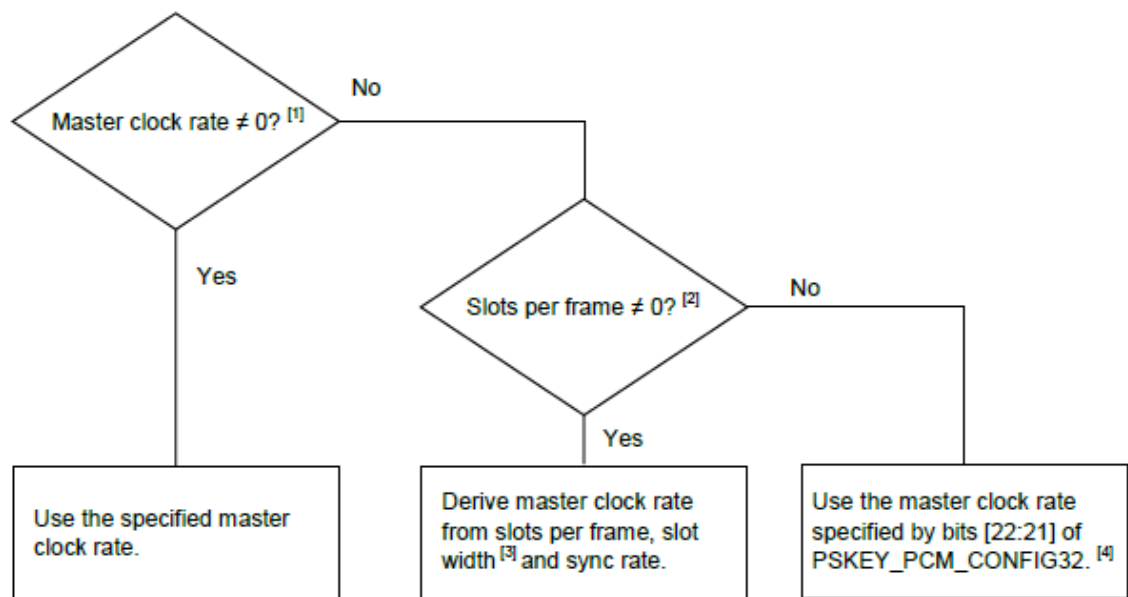 No
Master clock rate ≠ 0? [1]
Yes
No
Slots per frame ≠ 0? [2]
Yes
Use the specified master
clock rate.
Derive master clock rate
from slots per frame, slot
width [3] and sync rate.
Use the master clock rate
specified by bits [22:21] of
PSKEY_PCM_CONFIG32. [4]